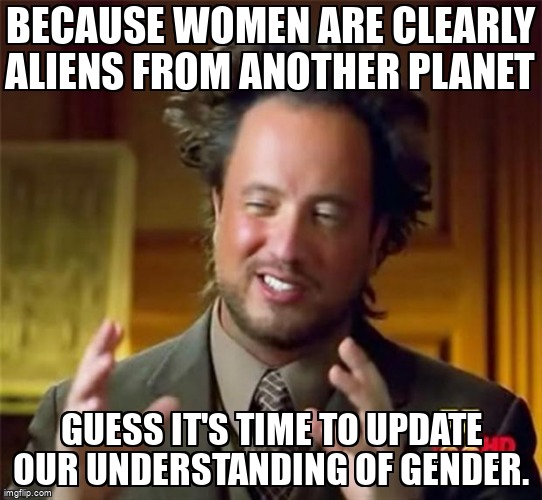 BECAUSE WOMEN ARE CLEARLY
ALIENS FROM ANOTHER PLANET
GUESS IT'S TIME TO UPDATE
OUR UNDERSTANDING OF GENDER.
HD
imgflip.com